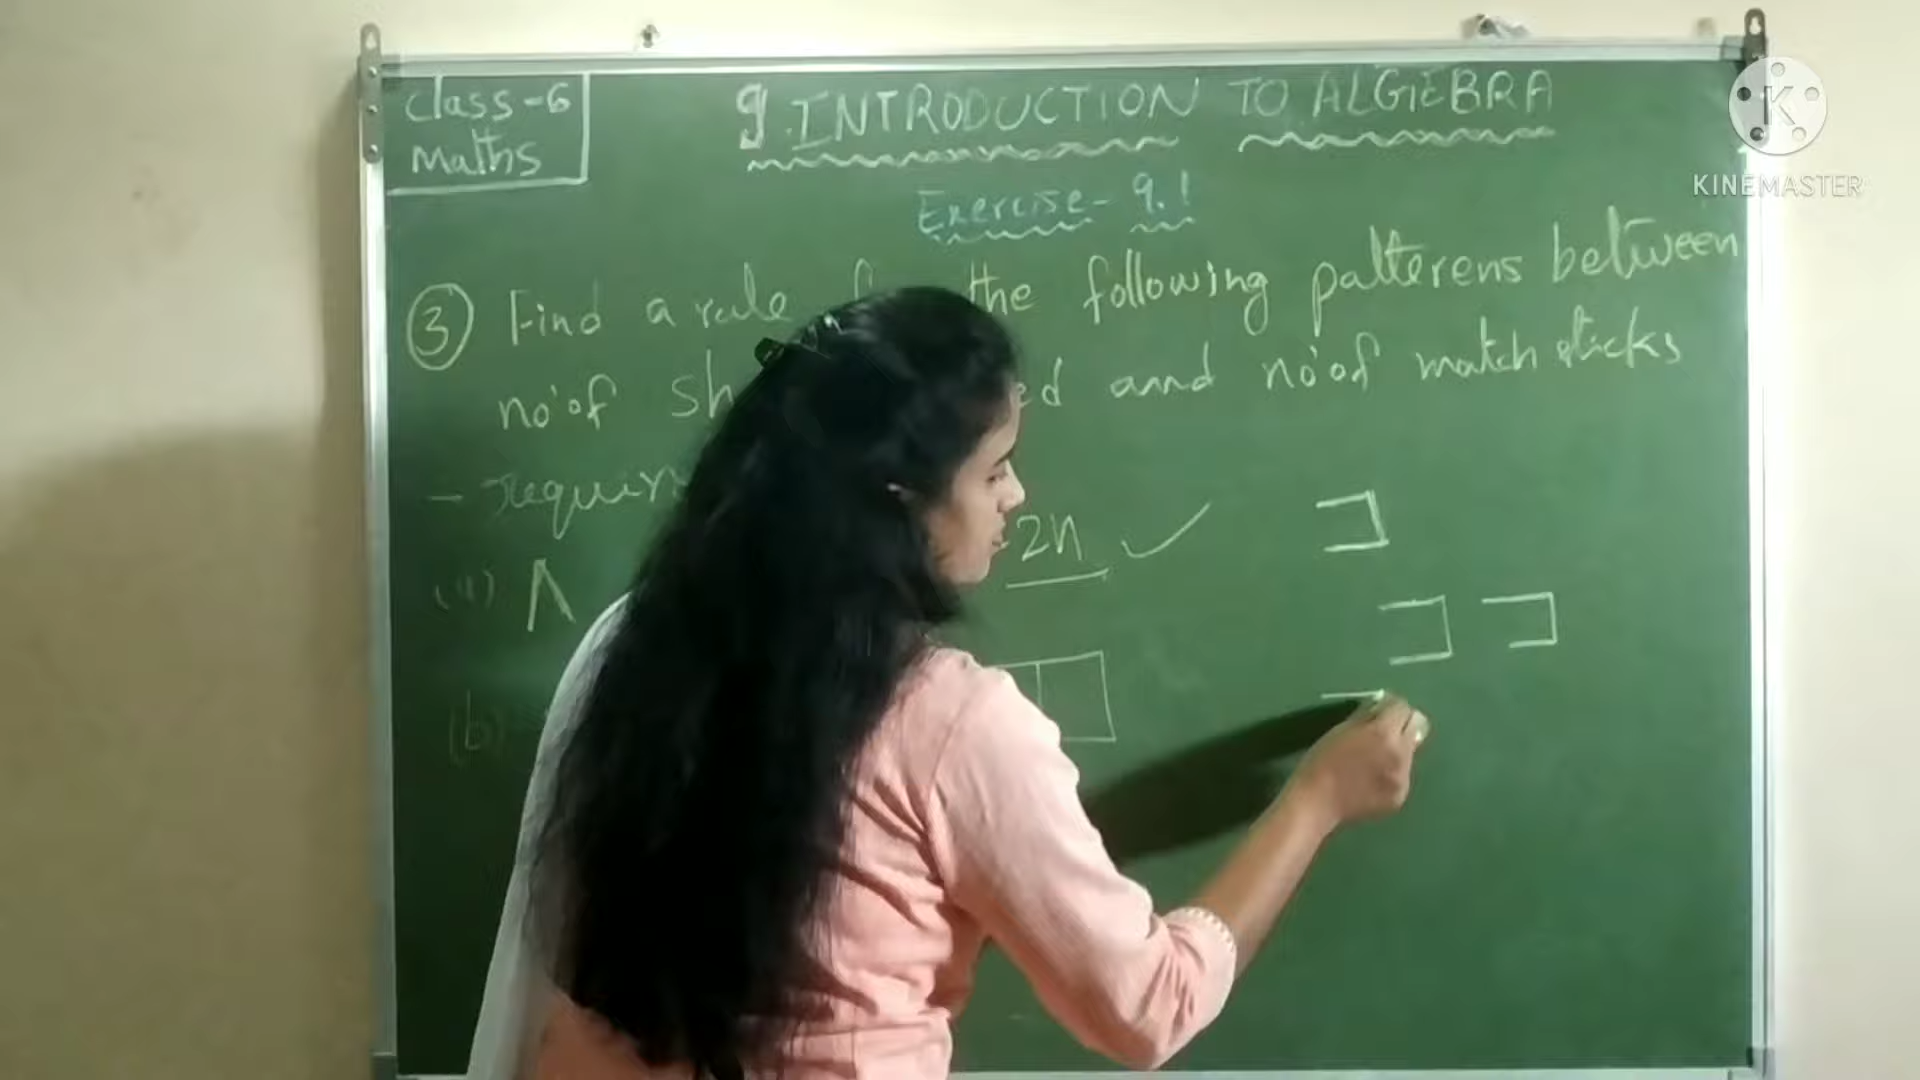 Class-6
Maths
9. INTRODUCTION TO ALGEBRA
Exercise- 9.1
③ Find a rule the following patterens between
no'of and no'of match sticks
2n ✓
(a) Λ
(b)
KINEMASTER